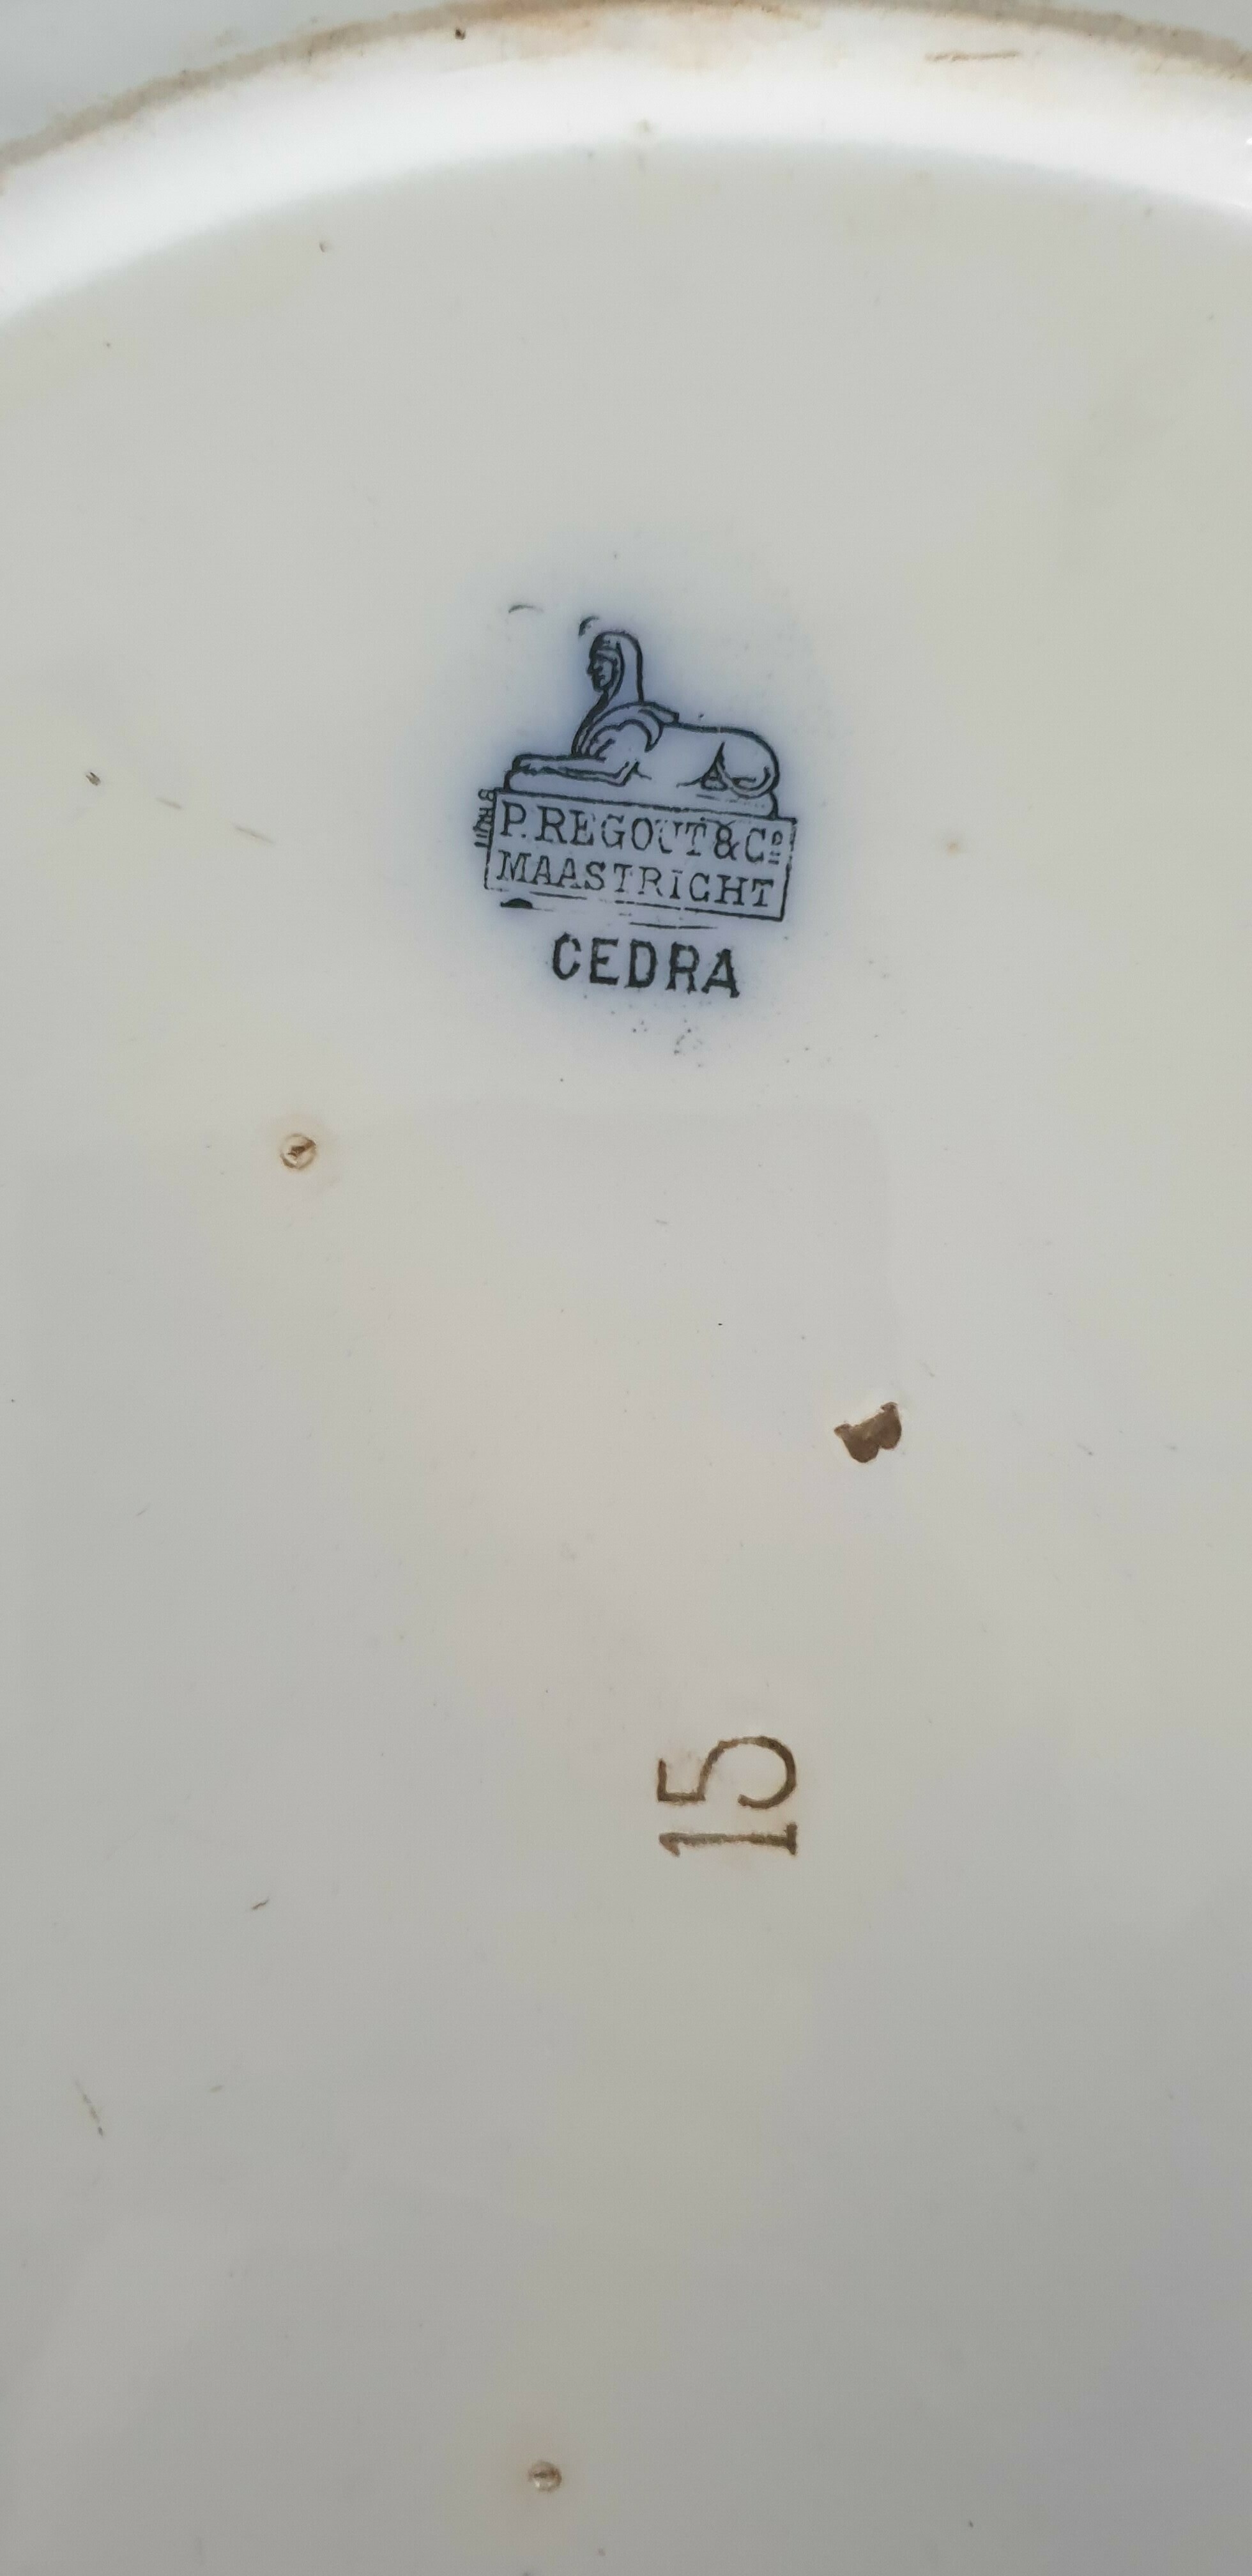 P. REGOUT & Cº
MAASTRICHT
CEDRA
15